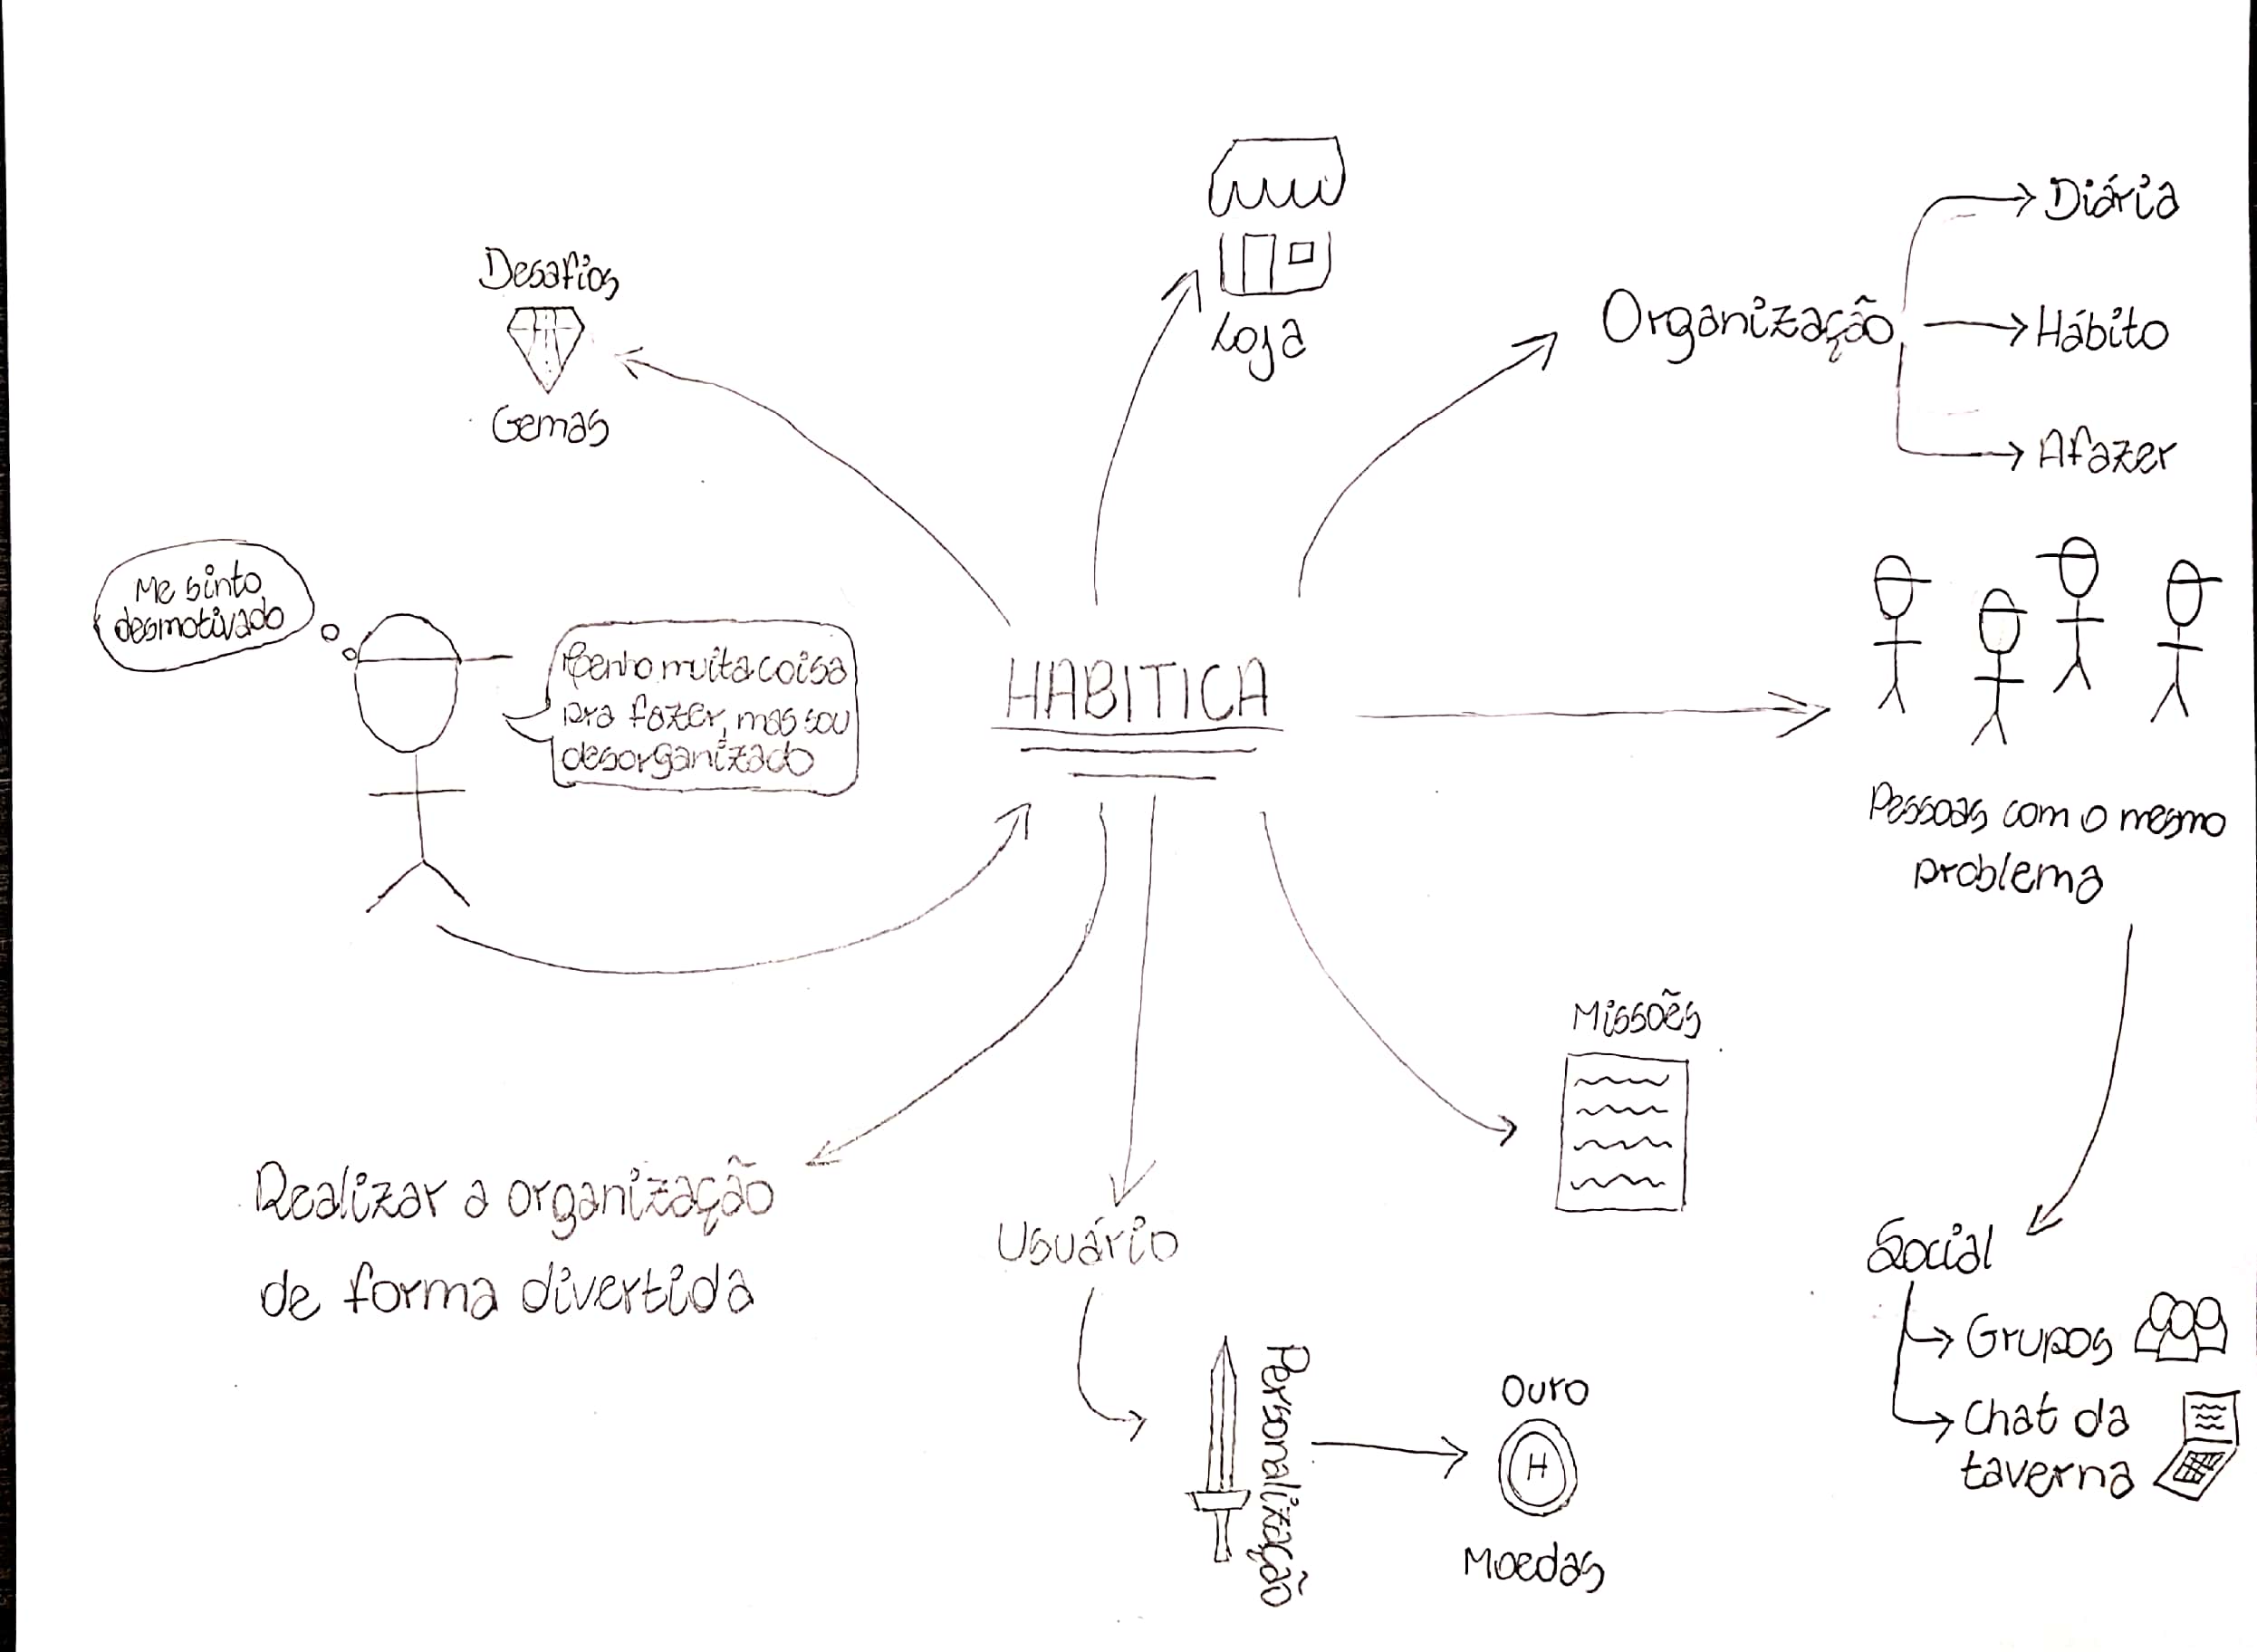 Desafios
Gemas
Loja
Organização
Diária
Hábito
Afazer
Me sinto
desmotivado
Tenho muita coisa
pra fazer, mas sou
desorganizado
HABITICA
Pessoas com o mesmo
problema
Missões
Realizar a organização
de forma divertida
Usuário
Personalização
Ouro
H
Moedas
Social
Grupos
Chat da
taverna